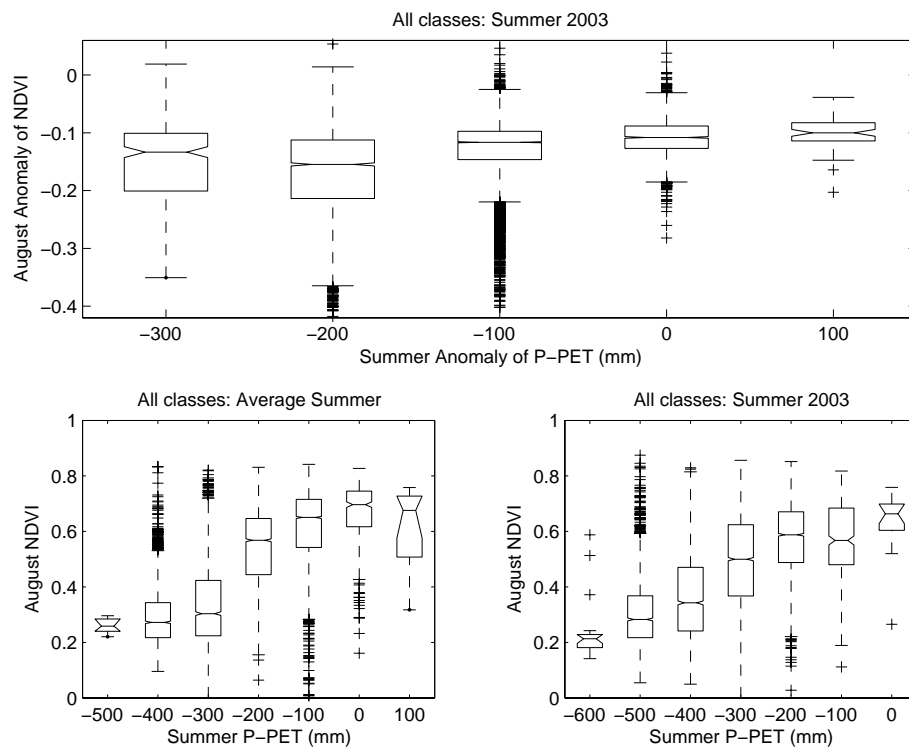 All classes: Summer 2003
0
−0.1
−0.2
−0.3
−0.4
August Anomaly of NDVI
−300 −200 −100 0 100
Summer Anomaly of P−PET (mm)
All classes: Average Summer
1
0.8
0.6
0.4
0.2
0
August NDVI
−500 −400 −300 −200 −100 0 100
Summer P−PET (mm)
All classes: Summer 2003
1
0.8
0.6
0.4
0.2
0
August NDVI
−600 −500 −400 −300 −200 −100 0
Summer P−PET (mm)